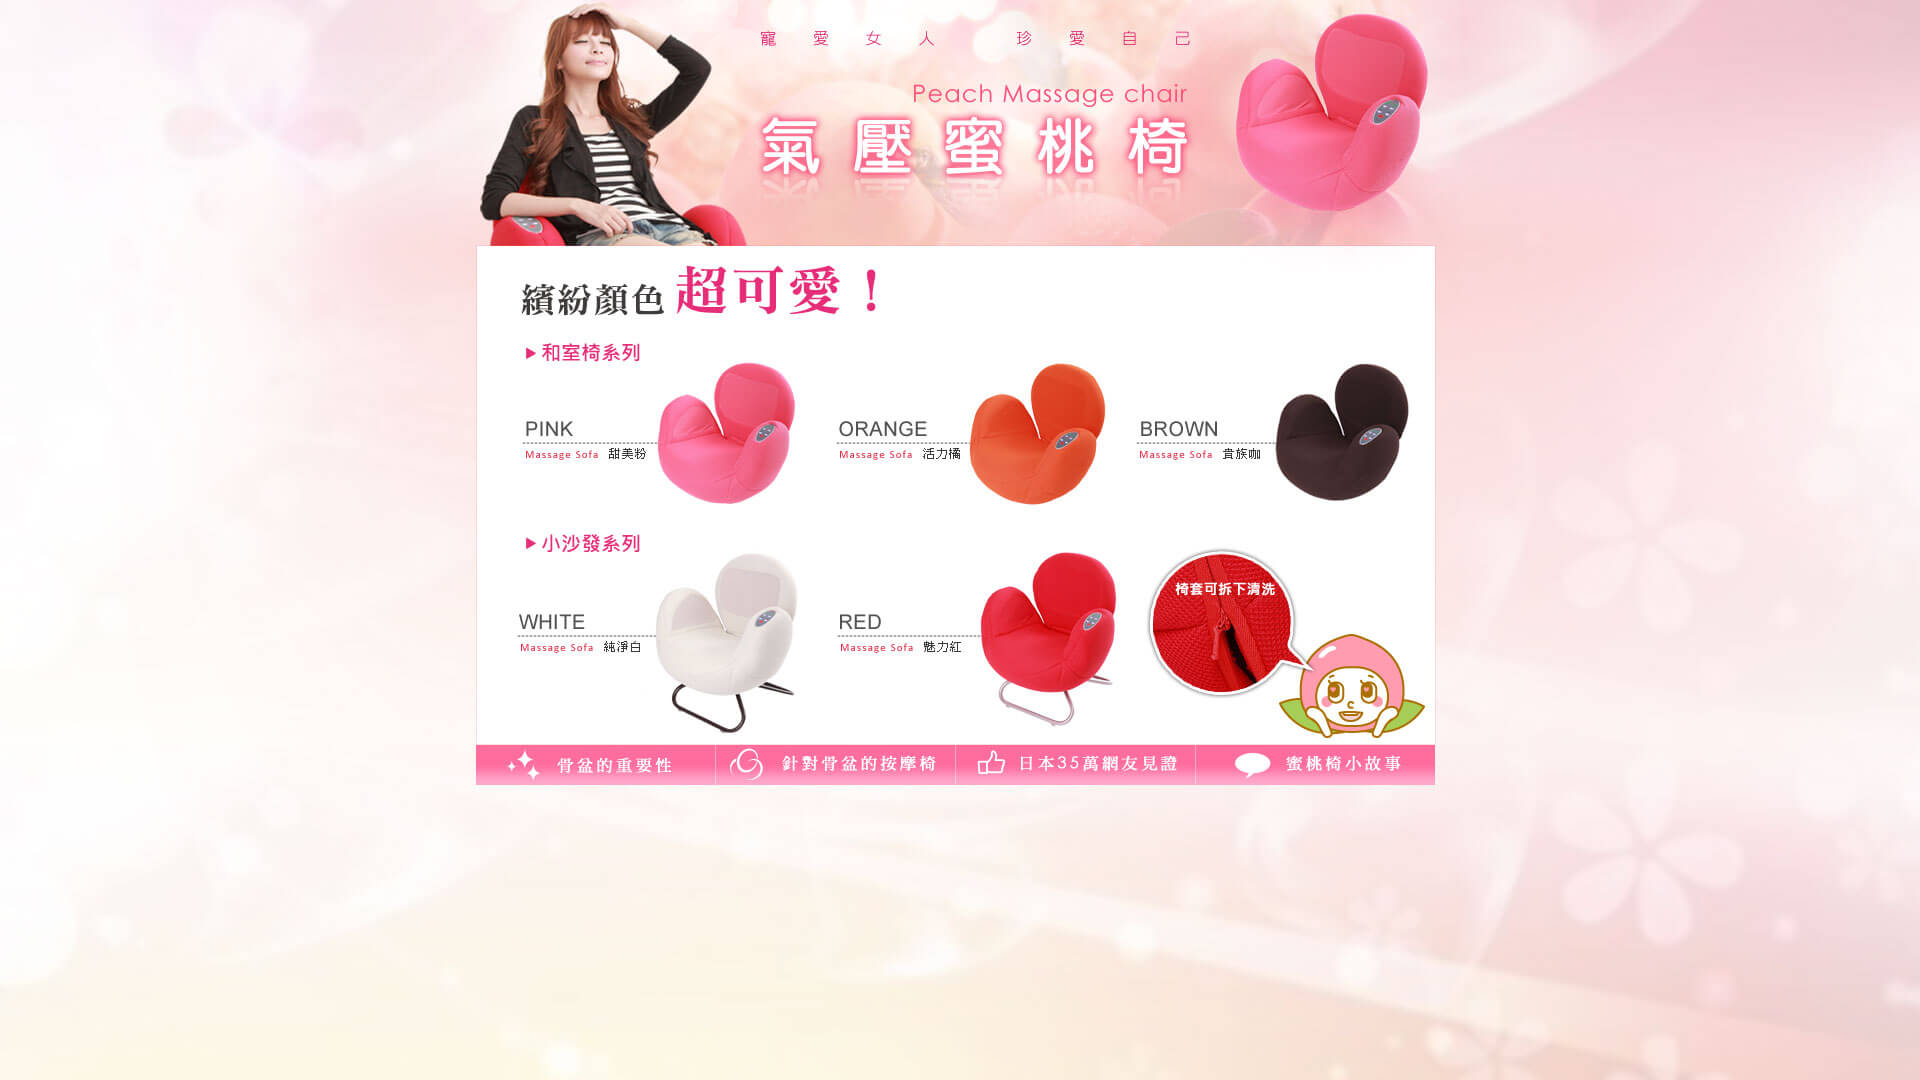 寵愛女人 珍愛自己
Peach Massage chair
氣壓蜜桃椅
繽紛顏色 超可愛！
和室椅系列
PINK
Massage Sofa 甜美粉
ORANGE
Massage Sofa 活力橘
BROWN
Massage Sofa 貴族咖
小沙發系列
WHITE
Massage Sofa 純淨白
RED
Massage Sofa 魅力紅
椅套可拆下清洗
骨盆的重要性
針對骨盆的按摩椅
日本35萬網友見證
蜜桃椅小故事